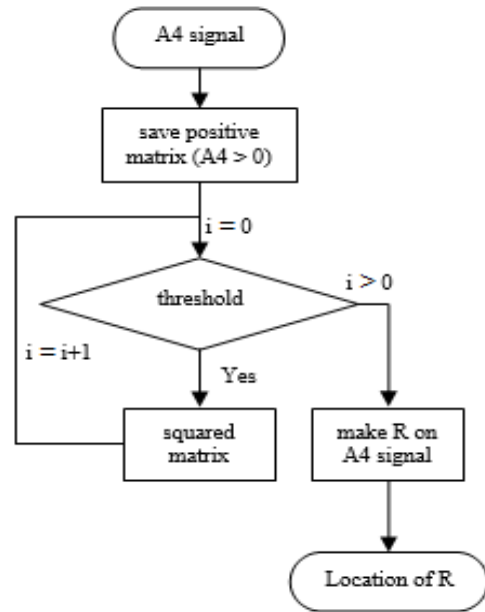 A4 signal
save positive
matrix (A4 > 0)
i = 0
threshold
i > 0
i = i+1
Yes
squared
matrix
make R on
A4 signal
Location of R